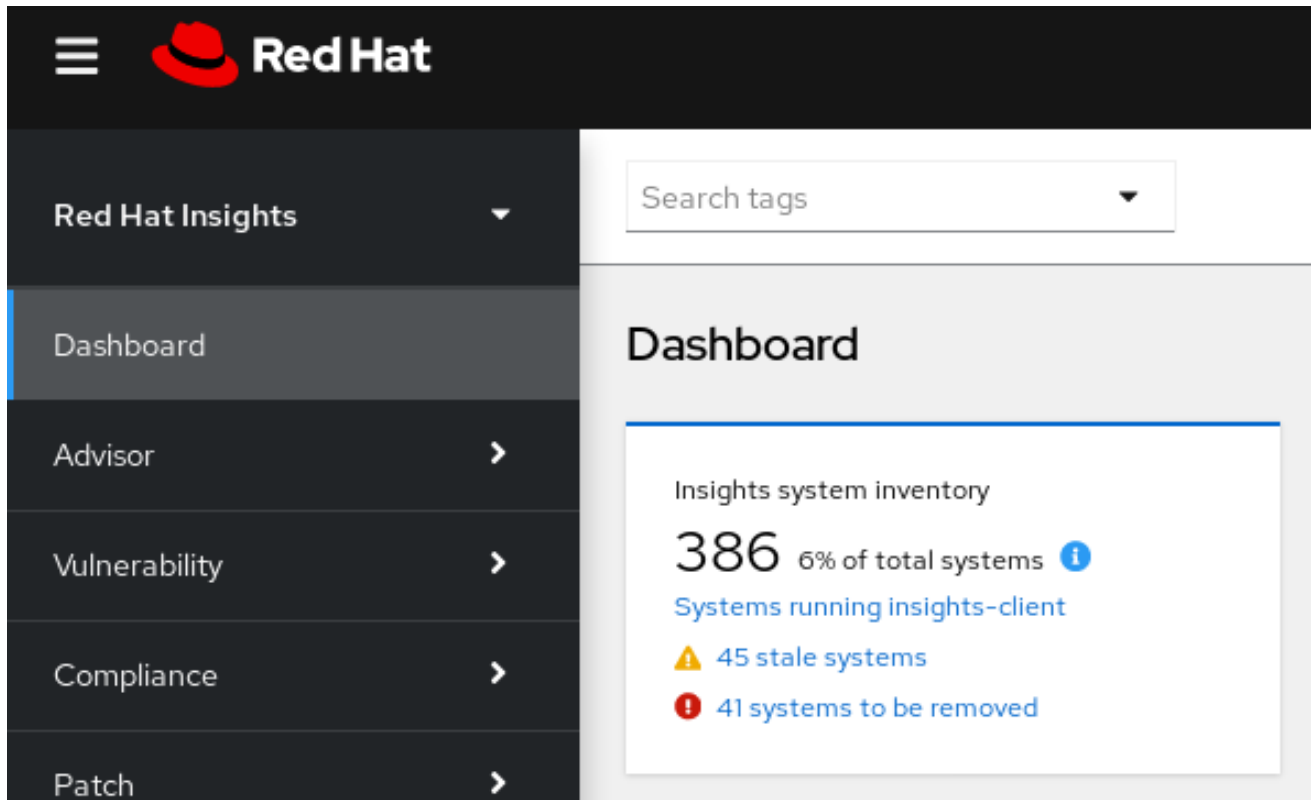 Red Hat
Red Hat Insights
Search tags
Dashboard
Advisor
Vulnerability
Compliance
Patch
Dashboard
Insights system inventory
386 6% of total systems
Systems running insights-client
45 stale systems
41 systems to be removed